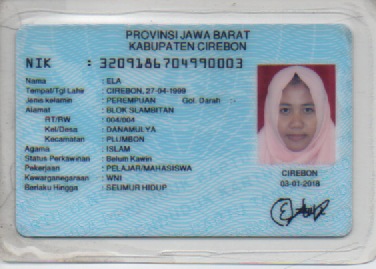 PROVINSI JAWA BARAT
KABUPATEN CIREBON
NIK : 3209186704990003
Nama : ELA
Tempat/Tgl Lahir : CIREBON, 27-04-1999
Jenis kelamin : PEREMPUAN Gol. Darah : -
Alamat : BLOK SLAMBITAN
RT/RW : 004/004
Kel/Desa : DANAMULYA
Kecamatan : PLUMBON
Agama : ISLAM
Status Perkawinan : Belum Kawin
Pekerjaan : PELAJAR/MAHASISWA
Kewarganegaraan : WNI
Berlaku Hingga : SEUMUR HIDUP
CIREBON
03-01-2018